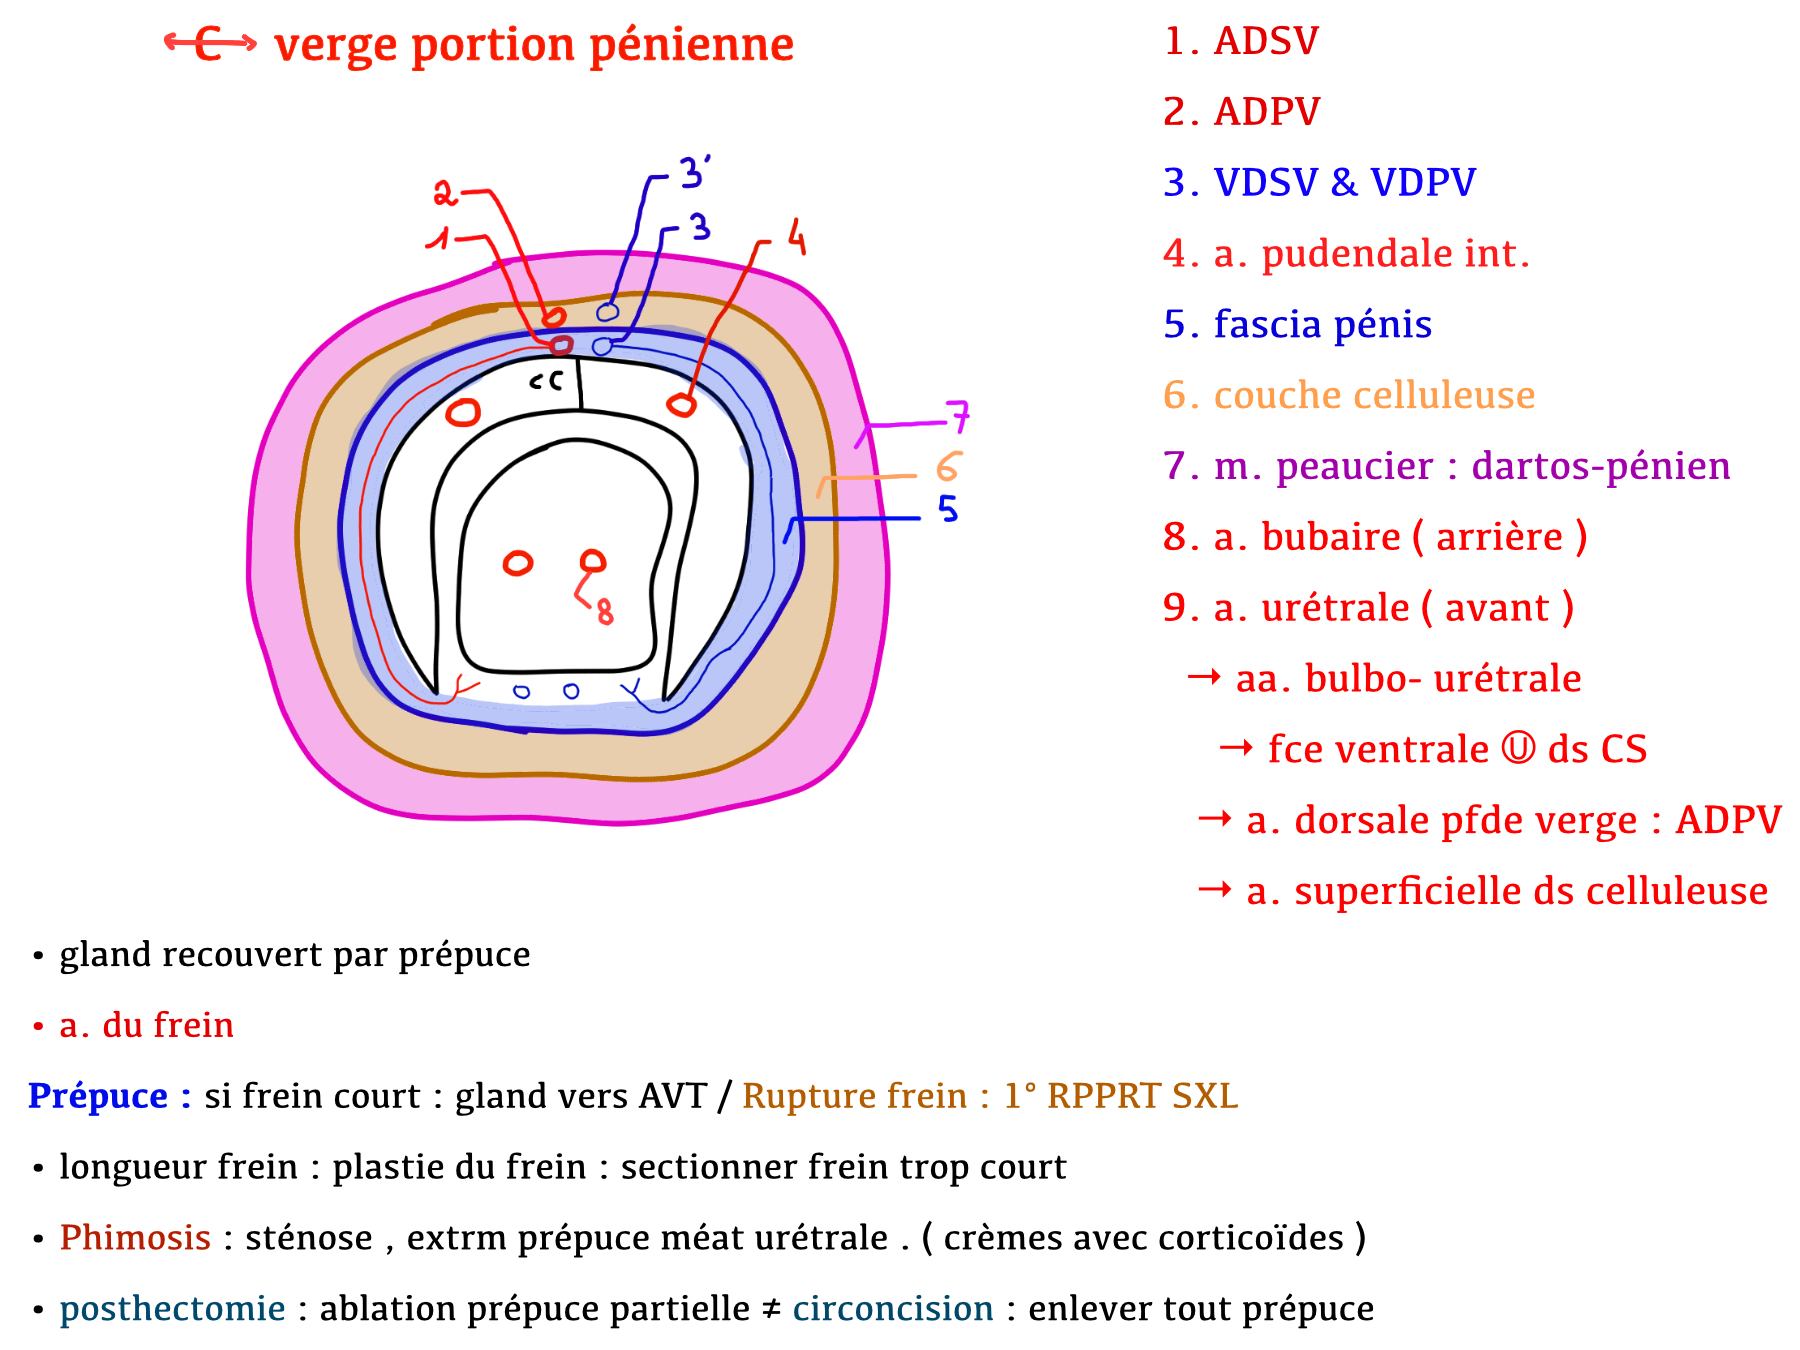 C verge portion pénienne
1. ADSV
2. ADPV
3. VDSV & VDPV
4. a. pudendale int.
5. fascia pénis
6. couche celluleuse
7. m. peaucier : dartos-pénien
8. a. bubaire ( arrière )
9. a. urétrale ( avant )
→ aa. bulbo- urétrale
→ fce ventrale Ⓤ ds CS
→ a. dorsale pfde verge : ADPV
→ a. superficielle ds celluleuse
3'
2
3
1
4
CC
7
6
5
8
• gland recouvert par prépuce
• a. du frein
Prépuce : si frein court : gland vers AVT / Rupture frein : 1° RPPRT SXL
• longueur frein : plastie du frein : sectionner frein trop court
• Phimosis : sténose , extrm prépuce méat urétrale . ( crèmes avec corticoïdes )
• posthectomie : ablation prépuce partielle ≠ circoncision : enlever tout prépuce